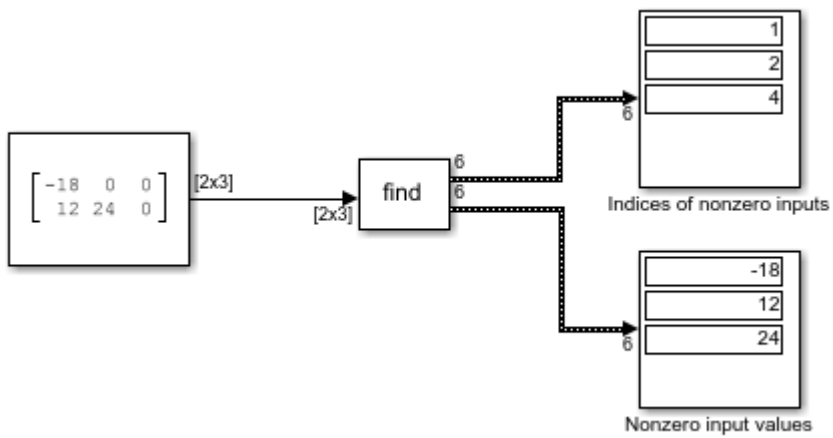 -18 0 0
12 24 0
[2x3]
[2x3]
find
6
6
6
1
2
4
Indices of nonzero inputs
6
-18
12
24
Nonzero input values